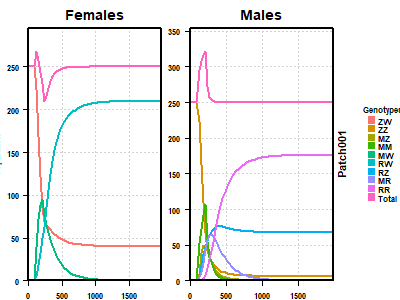 Females
Males
250
200
150
100
50
0
0
500
1000
1500
350
300
250
200
150
100
50
0
0
500
1000
1500
Patch001
Genotypes
ZW
ZZ
MZ
MM
MW
RW
RZ
MR
RR
Total